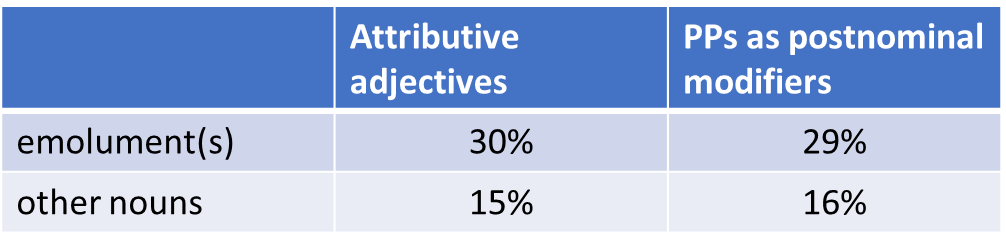 Attributive adjectives
PPs as postnominal modifiers
emolument(s) 30% 29%
other nouns 15% 16%